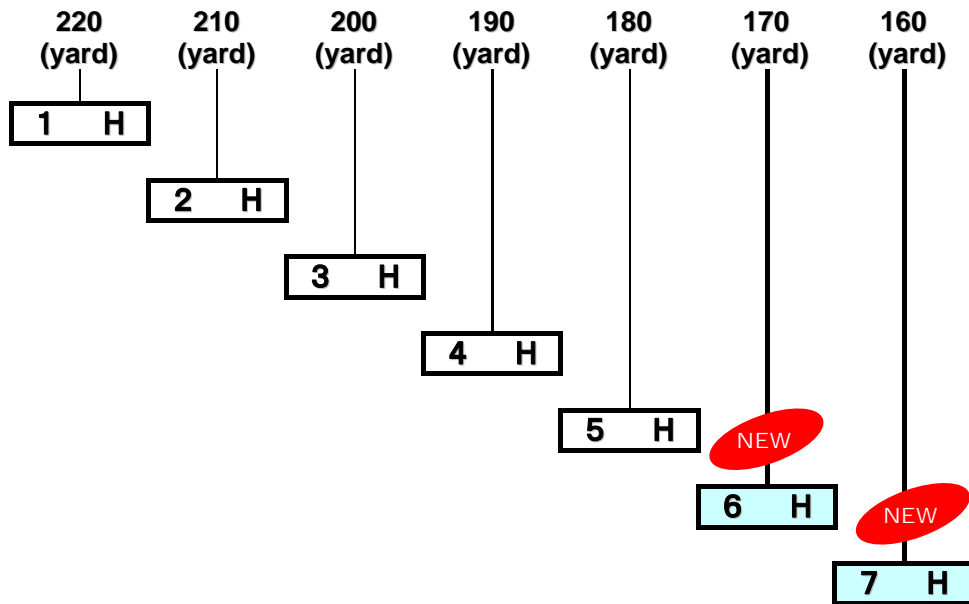 220 210 200 190 180 170 160
(yard) (yard) (yard) (yard) (yard) (yard) (yard)
1 H
2 H
3 H
4 H
5 H
NEW
6 H
NEW
7 H